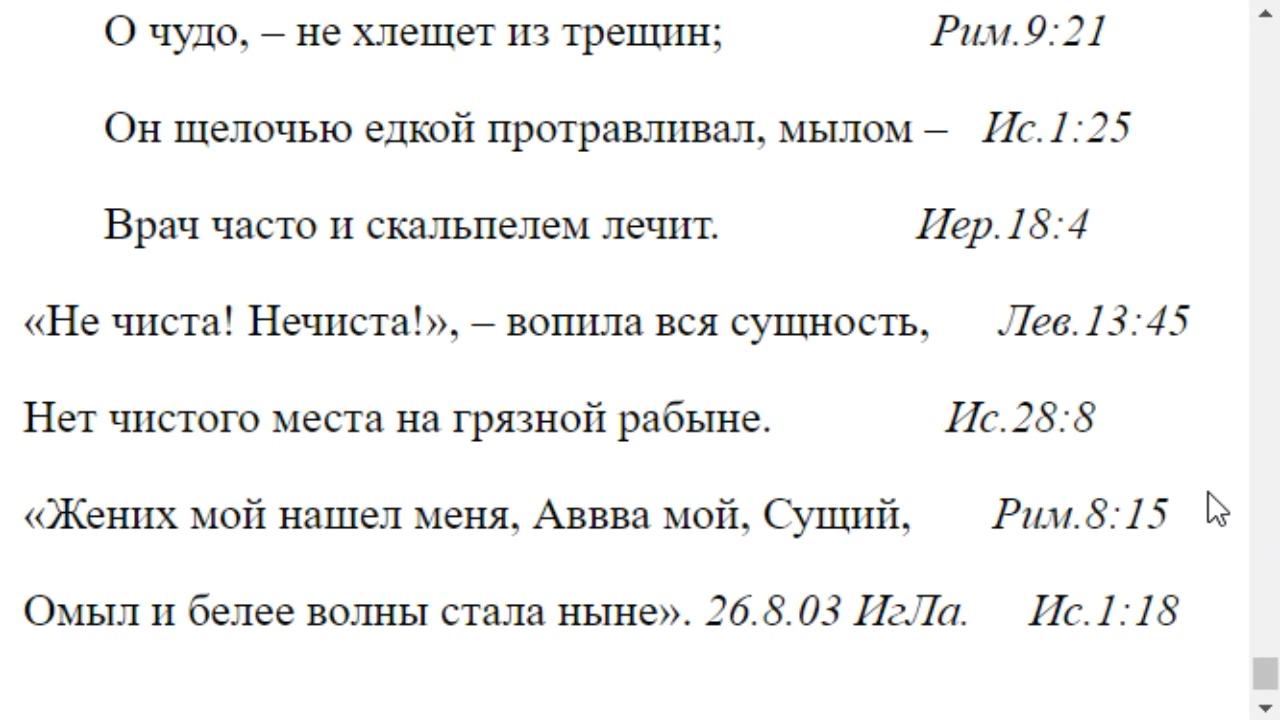 О чудо, – не хлещет из трещин; Рим.9:21
Он щелочью едкой протравливал, мылом – Ис.1:25
Врач часто и скальпелем лечит. Иер.18:4
«Не чиста! Нечиста!», – вопила вся сущность, Лев.13:45
Нет чистого места на грязной рабыне. Ис.28:8
«Жених мой нашел меня, Аввва мой, Сущий, Рим.8:15
Омыл и белее волны стала ныне». 26.8.03 ИгЛа. Ис.1:18